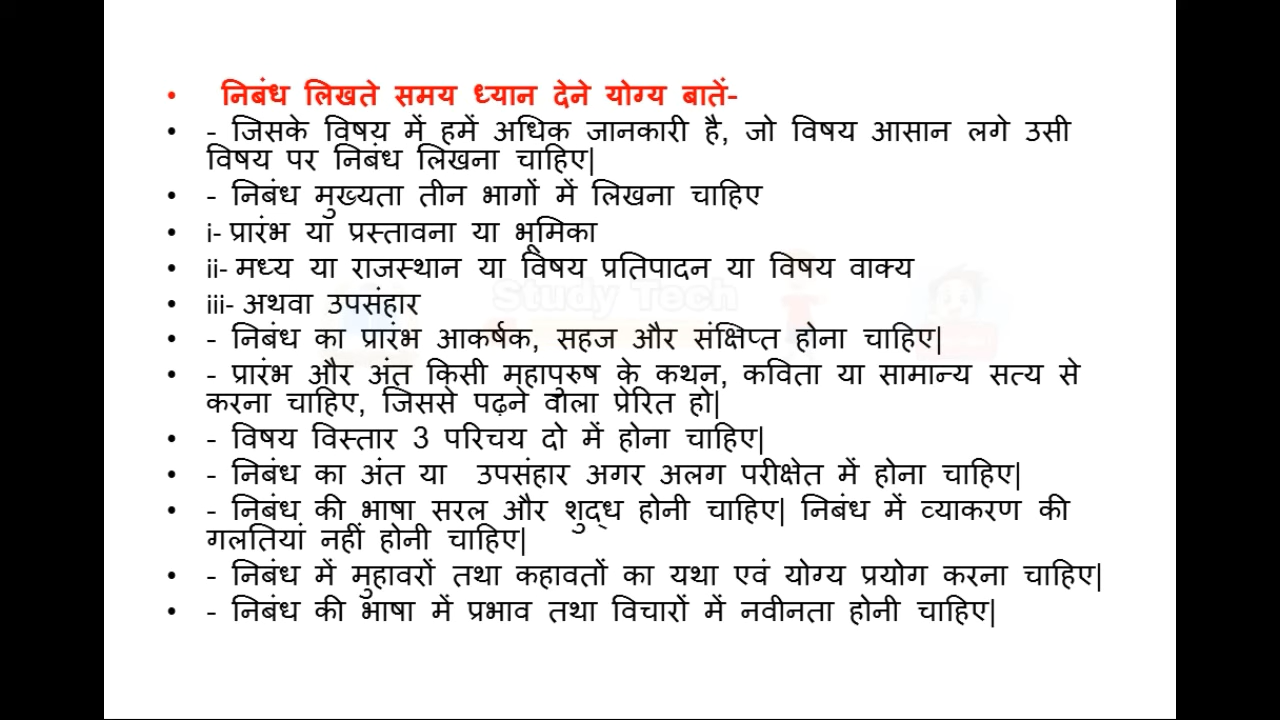 • निबंध लिखते समय ध्यान देने योग्य बातें-
• - जिसके विषय में हमें अधिक जानकारी है, जो विषय आसान लगे उसी
विषय पर निबंध लिखना चाहिए|
• - निबंध मुख्यता तीन भागों में लिखना चाहिए
• i- प्रारंभ या प्रस्तावना या भूमिका
• ii- मध्य या राजस्थान या विषय प्रतिपादन या विषय वाक्य
• iii- अथवा उपसंहार
Study Tech
• - निबंध का प्रारंभ आकर्षक, सहज और संक्षिप्त होना चाहिए|
• - प्रारंभ और अंत किसी महापुरुष के कथन, कविता या सामान्य सत्य से
करना चाहिए, जिससे पढ़ने वाला प्रेरित हो|
• - विषय विस्तार 3 परिचय दो में होना चाहिए|
• - निबंध का अंत या उपसंहार अगर अलग परीक्षेत में होना चाहिए|
• - निबंध की भाषा सरल और शुद्ध होनी चाहिए| निबंध में व्याकरण की
गलतियां नहीं होनी चाहिए|
• - निबंध में मुहावरों तथा कहावतों का यथा एवं योग्य प्रयोग करना चाहिए|
• - निबंध की भाषा में प्रभाव तथा विचारों में नवीनता होनी चाहिए|